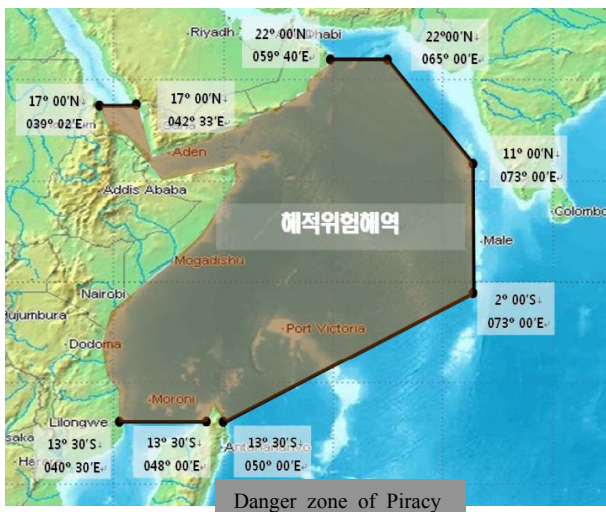 Riyadh
Dhabi
22º 00'N
059º 40'E
22º00'N
065º 00'E
17º 00'N
039º 02'E
17º 00'N
042º 33'E
Aden
11º 00'N
073º 00'E
Addis Ababa
Colombo
해적위험해역
Male
Mogadishu
Nairobi
2º 00'S
073º 00'E
Bujumbura
Port Victoria
Dodoma
Moroni
Lilongwe
13º 30'S
040º 30'E
13º 30'S
048º 00'E
13º 30'S
050º 00'E
Danger zone of Piracy